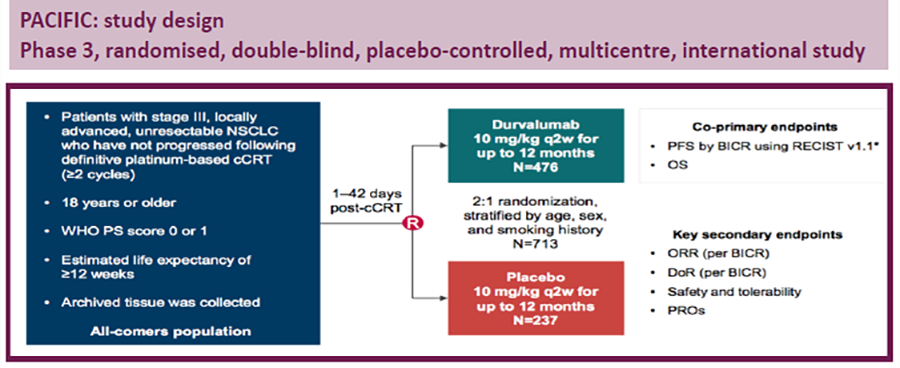 PACIFIC: study design
Phase 3, randomised, double-blind, placebo-controlled, multicentre, international study
• Patients with stage III, locally
advanced, unresectable NSCLC
who have not progressed following
definitive platinum-based cCRT
(≥2 cycles)
• 18 years or older
• WHO PS score 0 or 1
• Estimated life expectancy of
≥12 weeks
• Archived tissue was collected
All-comers population
1–42 days
post-cCRT
R
Durvalumab
10 mg/kg q2w for
up to 12 months
N=476
2:1 randomization,
stratified by age, sex,
and smoking history
N=713
Placebo
10 mg/kg q2w for
up to 12 months
N=237
Co-primary endpoints
• PFS by BICR using RECIST v1.1*
• OS
Key secondary endpoints
• ORR (per BICR)
• DoR (per BICR)
• Safety and tolerability
• PROs